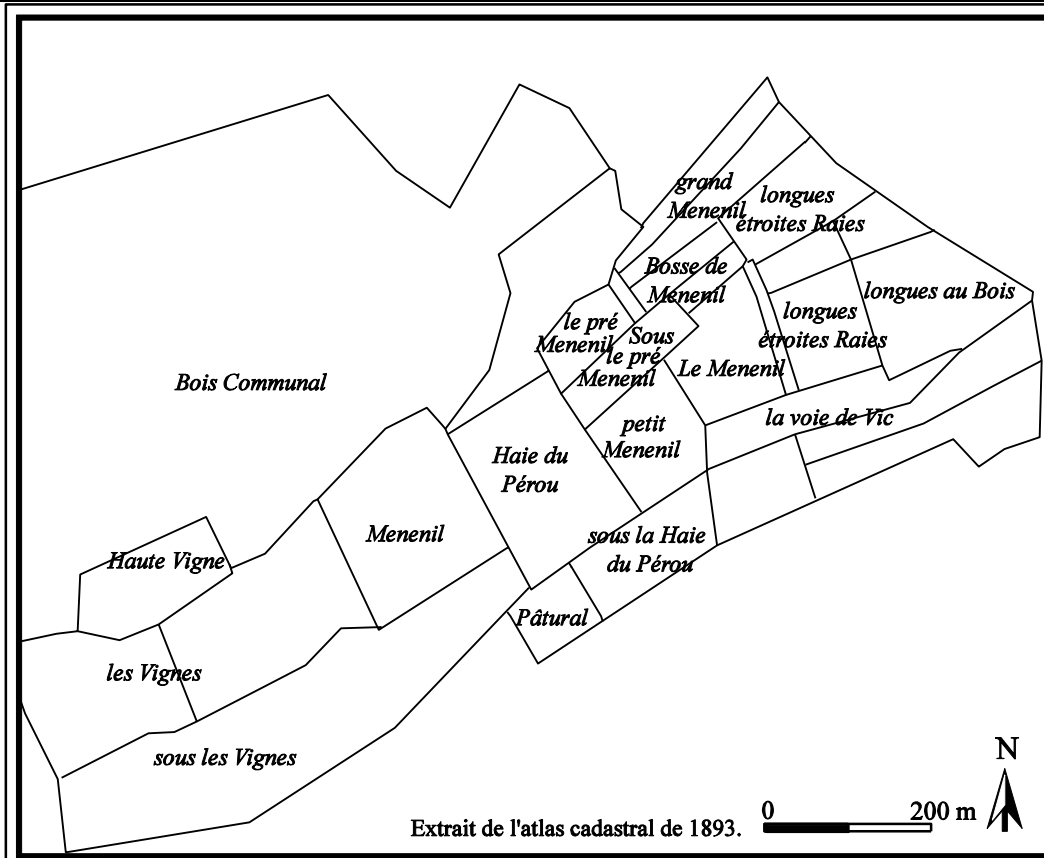 grand
Menenil
longues
étroites Raies
Bosse de
Menenil
longues au Bois
longues
étroites Raies
le pré
Menenil
Sous
le pré
Menenil
Le Menenil
Bois Communal
la voie de Vic
petit
Menenil
Haie du
Pérou
Menenil
sous la Haie
du Pérou
Haute Vigne
Pâtural
les Vignes
sous les Vignes
N
0 200 m
Extrait de l'atlas cadastral de 1893.